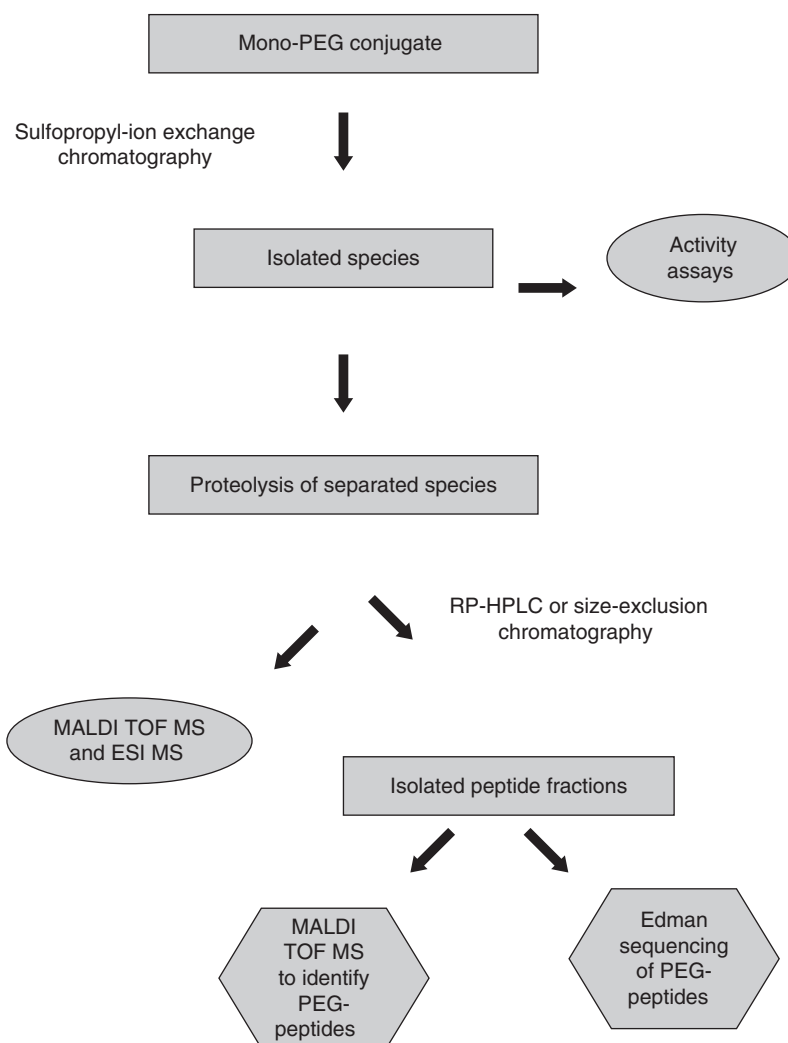 Mono-PEG conjugate
Sulfopropyl-ion exchange
chromatography
Isolated species
Activity
assays
Proteolysis of separated species
RP-HPLC or size-exclusion
chromatography
MALDI TOF MS
and ESI MS
Isolated peptide fractions
MALDI
TOF MS
to identify
PEG-
peptides
Edman
sequencing
of PEG-
peptides